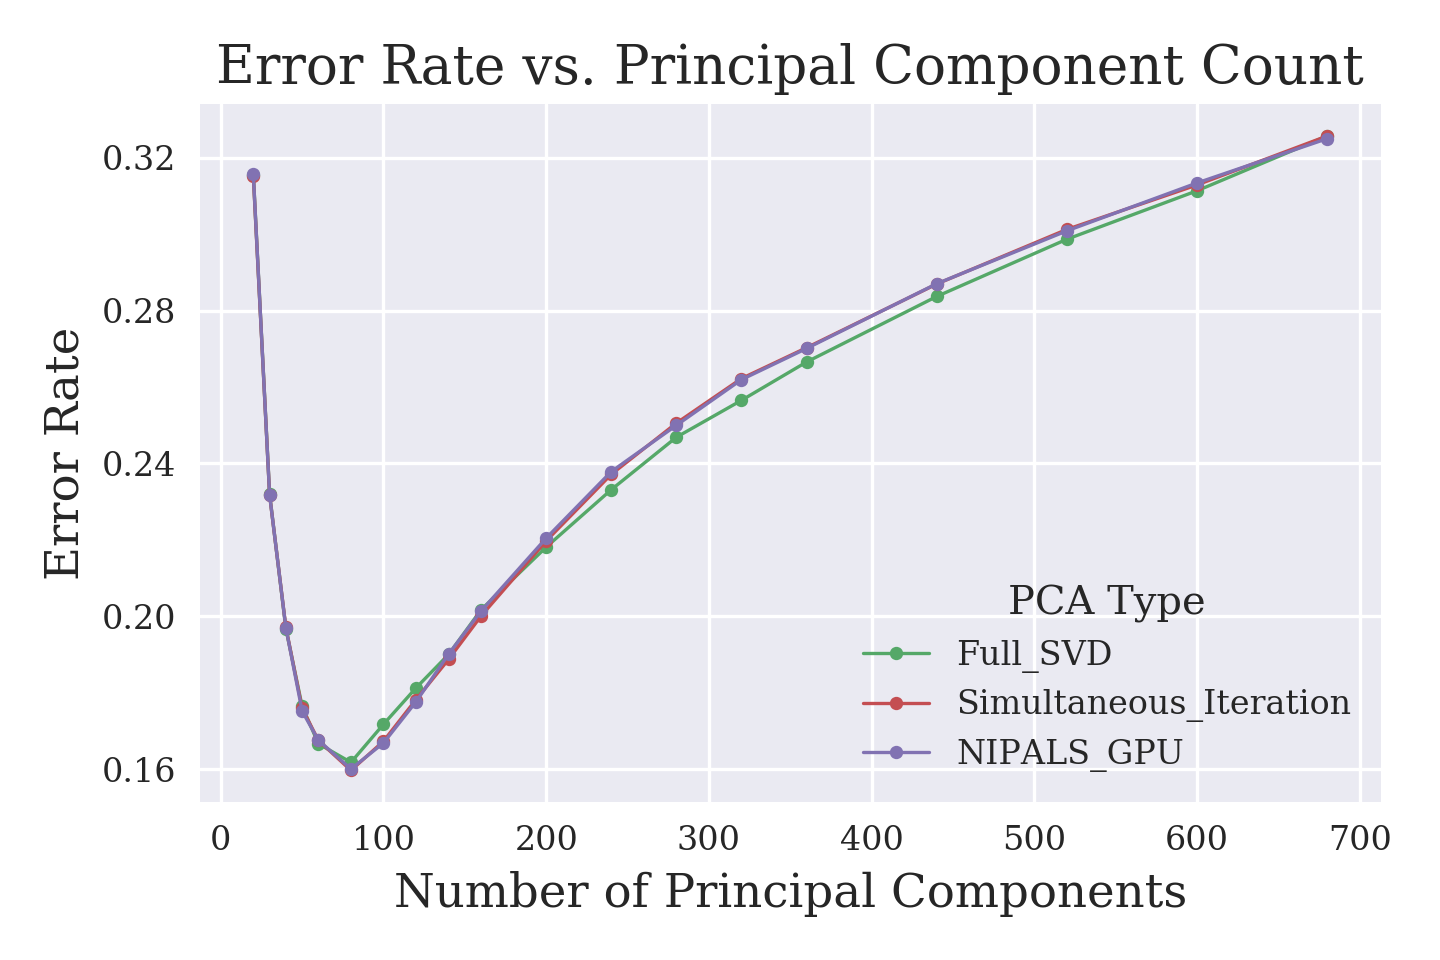 Error Rate vs. Principal Component Count
0.32
0.28
0.24
0.20
0.16
Error Rate
PCA Type
Full_SVD
Simultaneous_Iteration
NIPALS_GPU
0 100 200 300 400 500 600 700
Number of Principal Components